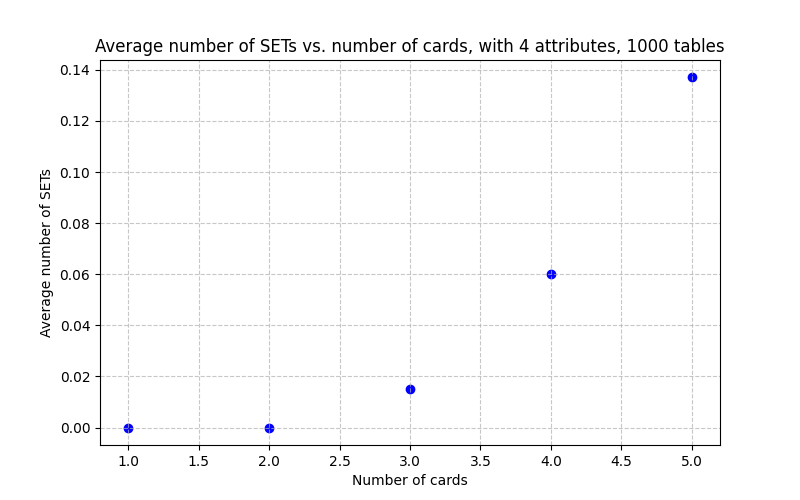 Average number of SETs vs. number of cards, with 4 attributes, 1000 tables
0.14
0.12
0.10
0.08
0.06
0.04
0.02
0.00
Average number of SETs
1.0 1.5 2.0 2.5 3.0 3.5 4.0 4.5 5.0
Number of cards